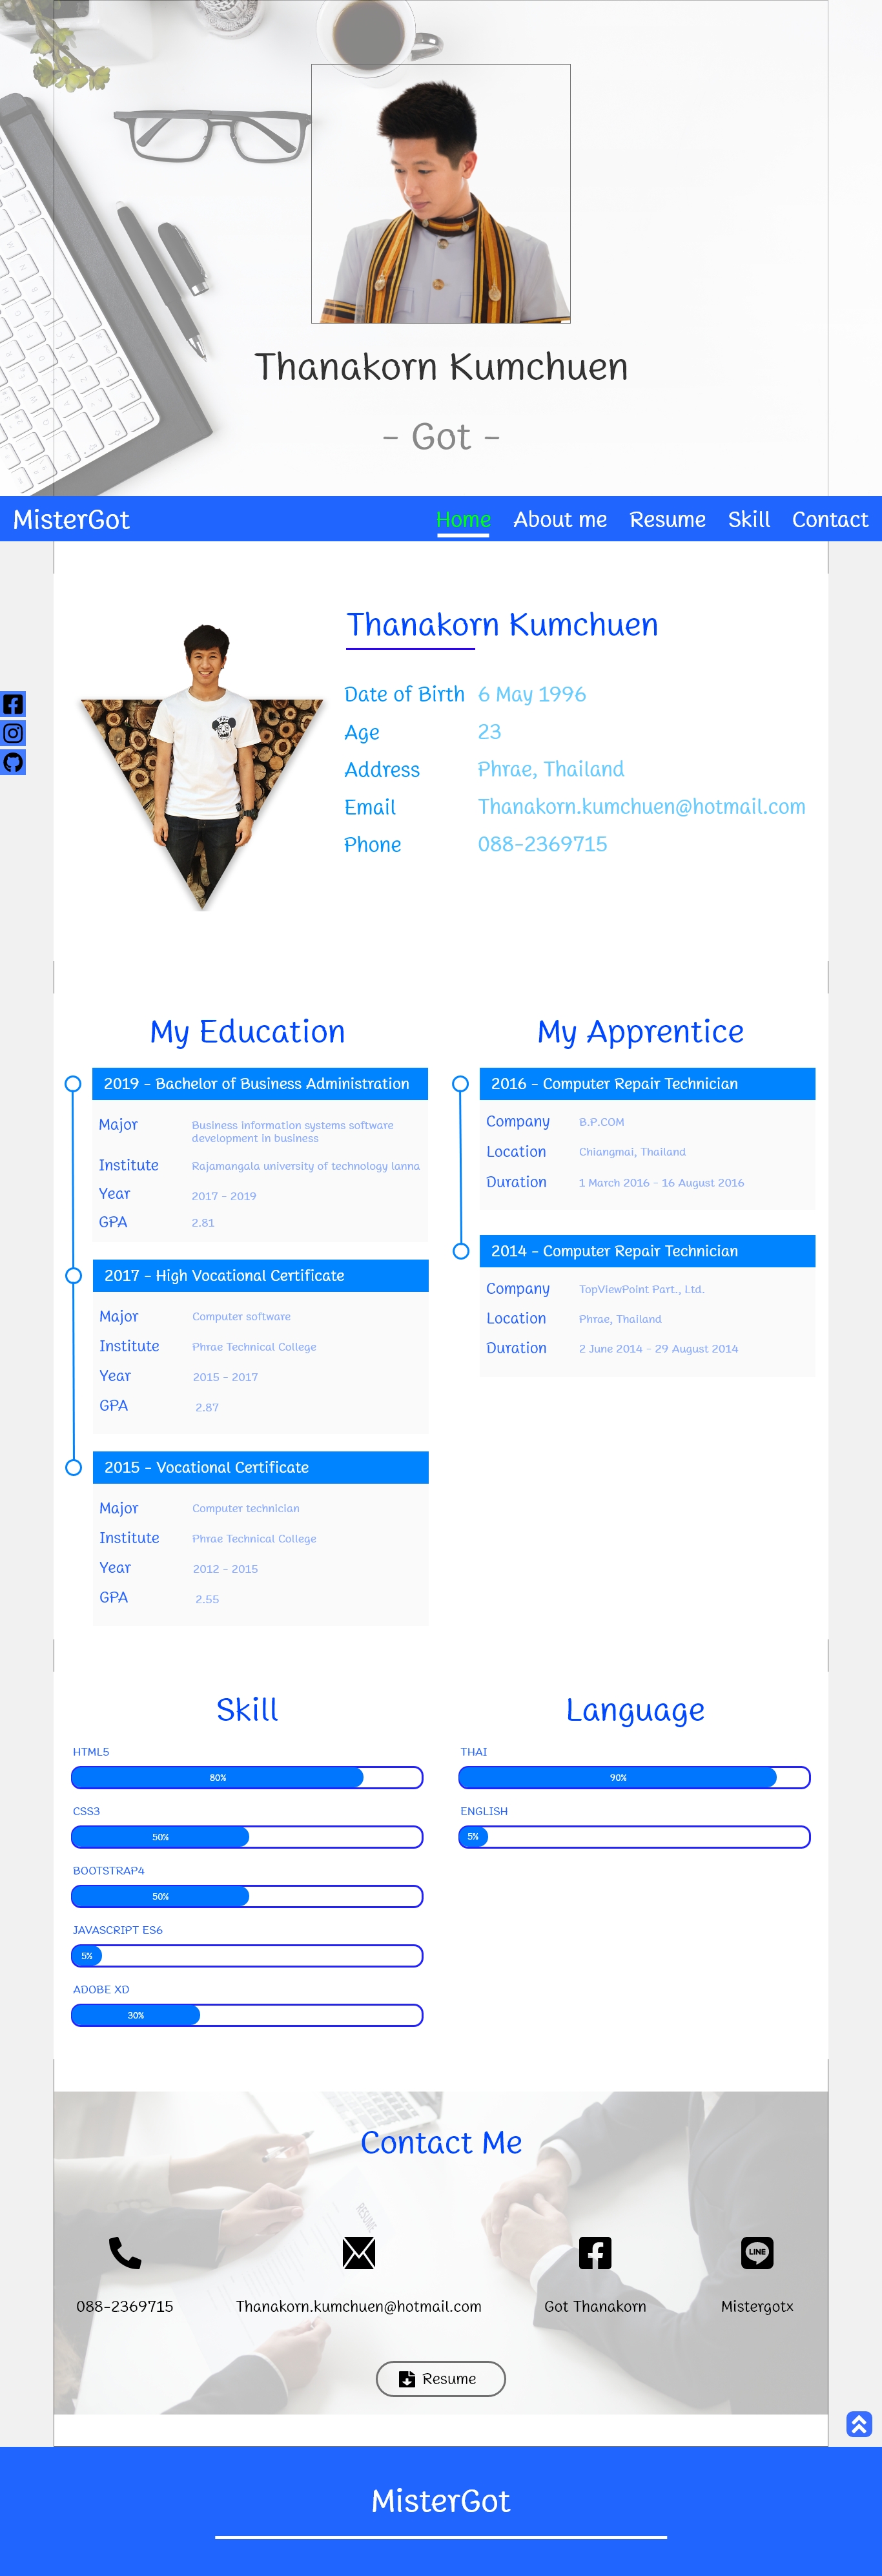 Thanakorn Kumchuen
- Got -
MisterGot
Home About me Resume Skill Contact
Thanakorn Kumchuen
Date of Birth 6 May 1996
Age 23
Address Phrae, Thailand
Email Thanakorn.kumchuen@hotmail.com
Phone 088-2369715
My Education
2019 - Bachelor of Business Administration
Major Business information systems software
development in business
Institute Rajamangala university of technology lanna
Year 2017 - 2019
GPA 2.81
2017 - High Vocational Certificate
Major Computer software
Institute Phrae Technical College
Year 2015 - 2017
GPA 2.87
2015 - Vocational Certificate
Major Computer technician
Institute Phrae Technical College
Year 2012 - 2015
GPA 2.55
My Apprentice
2016 - Computer Repair Technician
Company B.P.COM
Location Chiangmai, Thailand
Duration 1 March 2016 - 16 August 2016
2014 - Computer Repair Technician
Company TopViewPoint Part., Ltd.
Location Phrae, Thailand
Duration 2 June 2014 - 29 August 2014
Skill
HTML5
80%
CSS3
50%
BOOTSTRAP4
50%
JAVASCRIPT ES6
5%
ADOBE XD
30%
Language
THAI
90%
ENGLISH
5%
Contact Me
RESUME
LINE
088-2369715
Thanakorn.kumchuen@hotmail.com
Got Thanakorn
Mistergotx
Resume
MisterGot